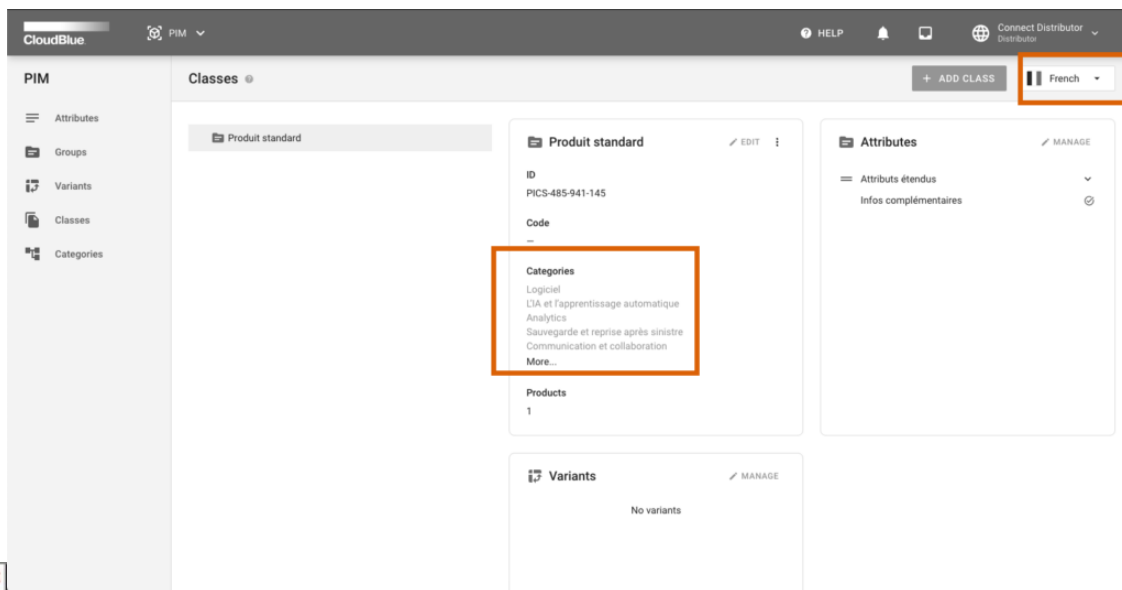 CloudBlue
PIM
HELP
Connect Distributor
Distributor
PIM
Classes
+ ADD CLASS
French
Attributes
Groups
Variants
Classes
Categories
Produit standard
Produit standard
EDIT
ID
PICS-485-941-145
Code
—
Categories
Logiciel
L'IA et l'apprentissage automatique
Analytics
Sauvegarde et reprise après sinistre
Communication et collaboration
More...
Products
1
Attributes
MANAGE
Attributs étendus
Infos complémentaires
Variants
MANAGE
No variants